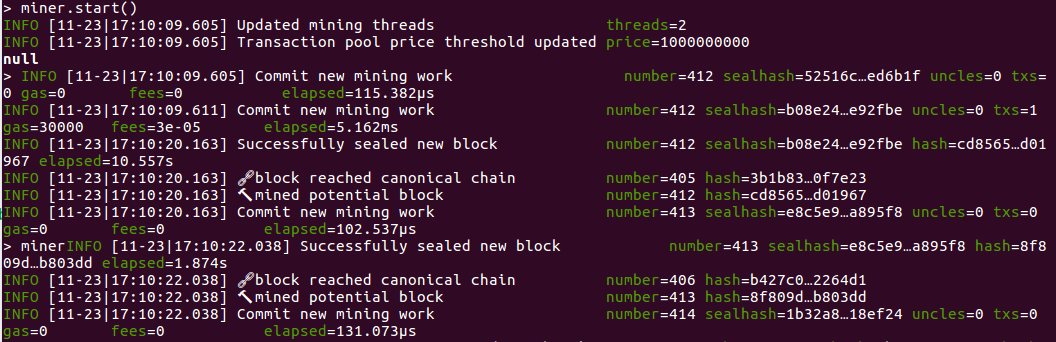 > miner.start()
INFO [11-23|17:10:09.605] Updated mining threads threads=2
INFO [11-23|17:10:09.605] Transaction pool price threshold updated price=1000000000
null
> INFO [11-23|17:10:09.605] Commit new mining work number=412 sealhash=52516c…ed6b1f uncles=0 txs=
0 gas=0 fees=0 elapsed=115.382µs
INFO [11-23|17:10:09.611] Commit new mining work number=412 sealhash=b08e24…e92fbe uncles=0 txs=1
gas=30000 fees=3e-05 elapsed=5.162ms
INFO [11-23|17:10:20.163] Successfully sealed new block number=412 sealhash=b08e24…e92fbe hash=cd8565…d01
967 elapsed=10.557s
INFO [11-23|17:10:20.163] 🔗block reached canonical chain number=405 hash=3b1b83…0f7e23
INFO [11-23|17:10:20.163] 🔨mined potential block number=412 hash=cd8565…d01967
INFO [11-23|17:10:20.163] Commit new mining work number=413 sealhash=e8c5e9…a895f8 uncles=0 txs=0
gas=0 fees=0 elapsed=102.537µs
> minerINFO [11-23|17:10:22.038] Successfully sealed new block number=413 sealhash=e8c5e9…a895f8 hash=8f8
09d…b803dd elapsed=1.874s
INFO [11-23|17:10:22.038] 🔗block reached canonical chain number=406 hash=b427c0…2264d1
INFO [11-23|17:10:22.038] 🔨mined potential block number=413 hash=8f809d…b803dd
INFO [11-23|17:10:22.038] Commit new mining work number=414 sealhash=1b32a8…18ef24 uncles=0 txs=0
gas=0 fees=0 elapsed=131.073µs